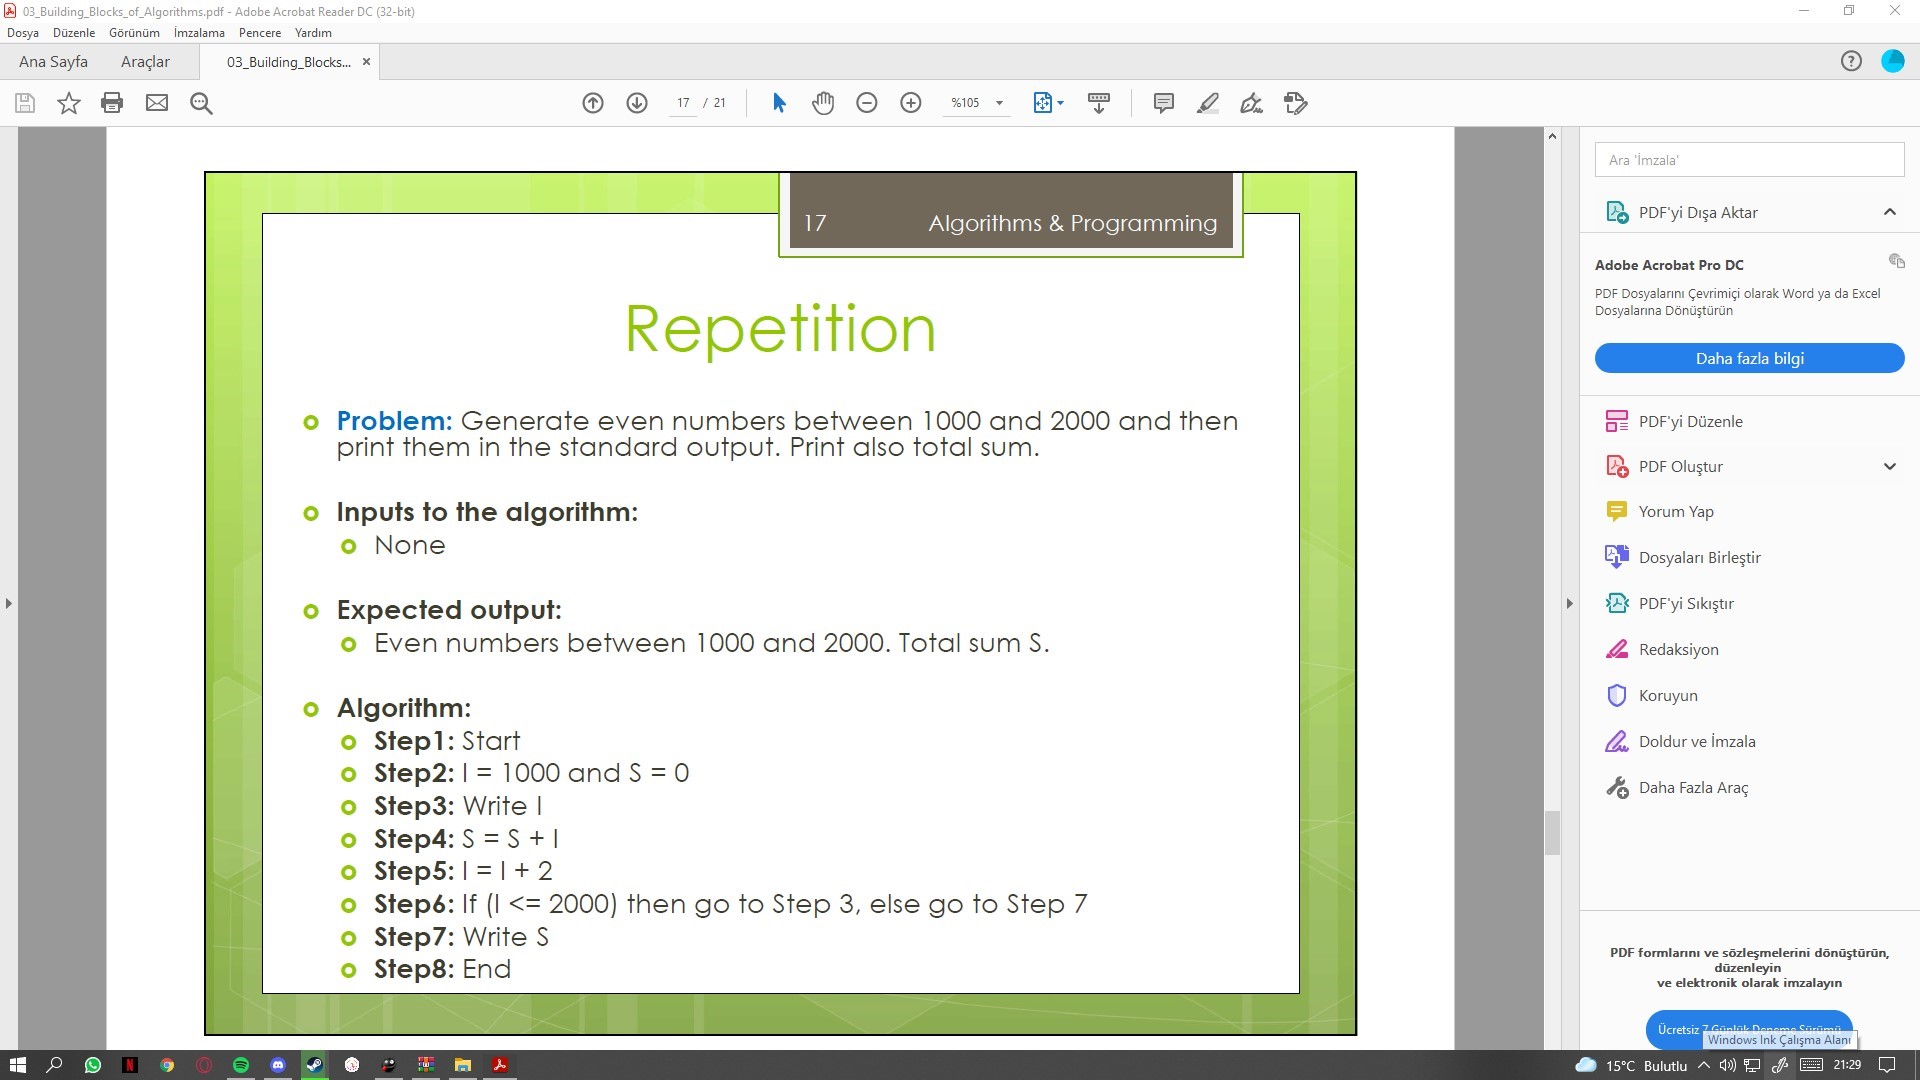 03_Building_Blocks_of_Algorithms.pdf - Adobe Acrobat Reader DC (32-bit)
Dosya Düzenle Görünüm İmzalama Pencere Yardım
Ana Sayfa Araçlar 03_Building_Blocks... ×
17 / 21 %105
Ara 'İmzala'
17 Algorithms & Programming
Repetition
Problem: Generate even numbers between 1000 and 2000 and then
print them in the standard output. Print also total sum.
Inputs to the algorithm:
None
Expected output:
Even numbers between 1000 and 2000. Total sum S.
Algorithm:
Step1: Start
Step2: I = 1000 and S = 0
Step3: Write I
Step4: S = S + I
Step5: I = I + 2
Step6: If (I <= 2000) then go to Step 3, else go to Step 7
Step7: Write S
Step8: End
PDF'yi Dışa Aktar
Adobe Acrobat Pro DC
PDF Dosyalarını Çevrimiçi olarak Word ya da Excel
Dosyalarına Dönüştürün
Daha fazla bilgi
PDF'yi Düzenle
PDF Oluştur
Yorum Yap
Dosyaları Birleştir
PDF'yi Sıkıştır
Redaksiyon
Koruyun
Doldur ve İmzala
Daha Fazla Araç
PDF formlarını ve sözleşmelerini dönüştürün,
düzenleyin
ve elektronik olarak imzalayın
Ücretsiz 7 Günlük Deneme Sürümü
Windows Ink Çalışma Alanı
15°C Bulutlu 21:29